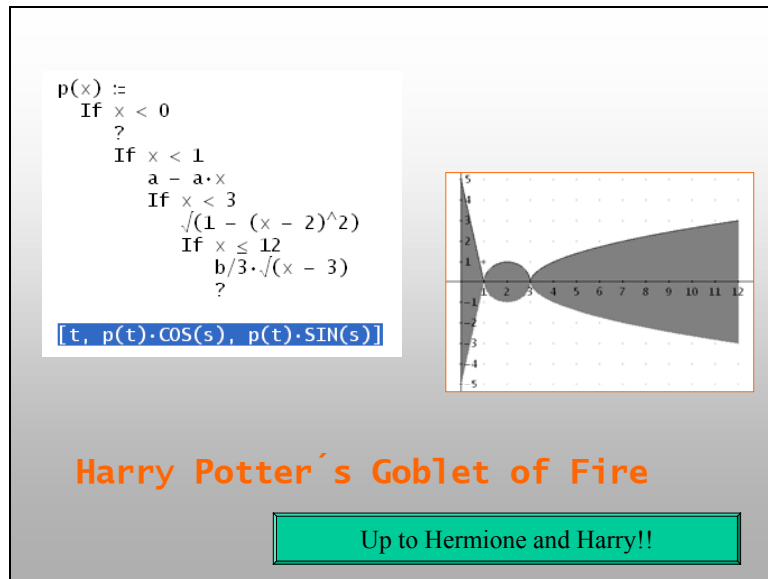 p(x) :=
If x < 0
?
If x < 1
a - a·x
If x < 3
√(1 - (x - 2)^2)
If x ≤ 12
b/3·√(x - 3)
?
[t, p(t)·COS(s), p(t)·SIN(s)]
5
4
3
2
1
1 2 3 4 5 6 7 8 9 10 11 12
-1
-2
-3
-4
-5
Harry Potter´s Goblet of Fire
Up to Hermione and Harry!!